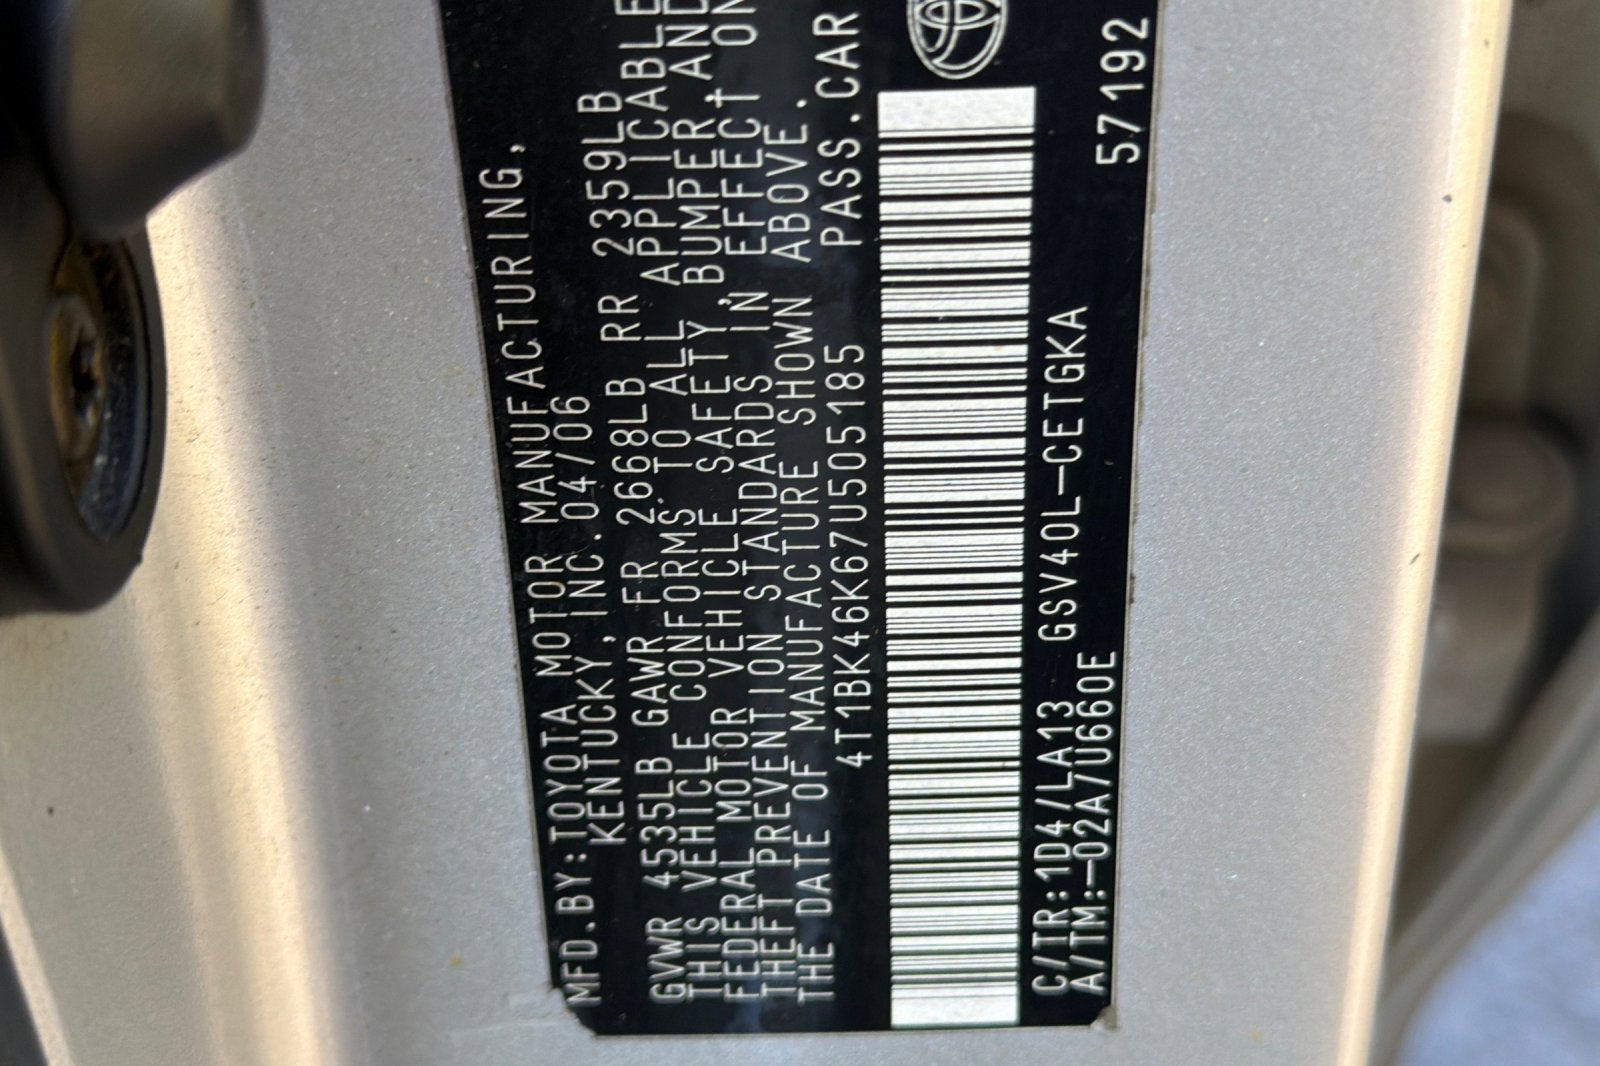 MFD.BY:TOYOTA MOTOR MANUFACTURING,
KENTUCKY,INC.04/06
GVWR 4535LB GAWR FR 2668LB RR 2359LB
THIS VEHICLE CONFORMS TO ALL APPLICABLE
FEDERAL MOTOR VEHICLE SAFETY,BUMPER,AND
THEFT PREVENTION STANDARDS IN EFFECT ON
THE DATE OF MANUFACTURE SHOWN ABOVE.
4T1BK46K67U505185 PASS.CAR
C/TR:1D4/LA13 GSV40L-CETGKA 57192
A/TM:-02A/U660E